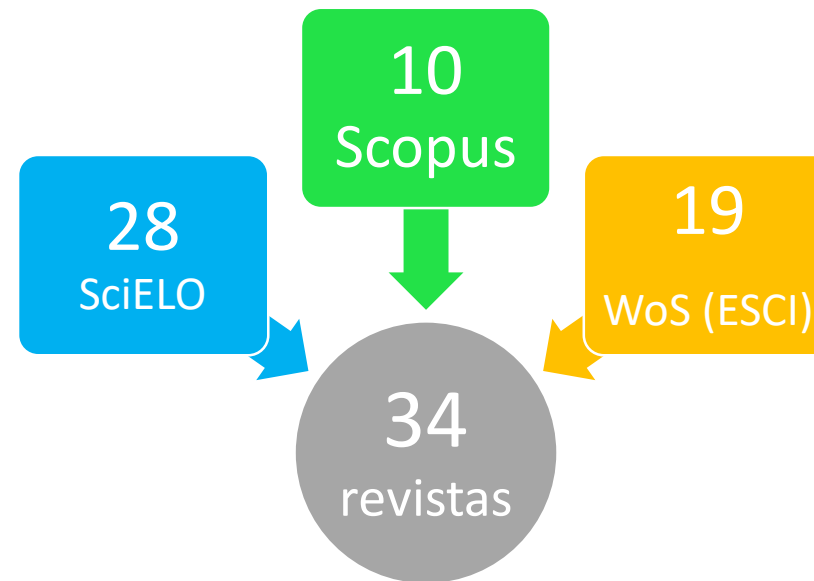 10
Scopus
28
SciELO
19
WoS (ESCI)
34
revistas